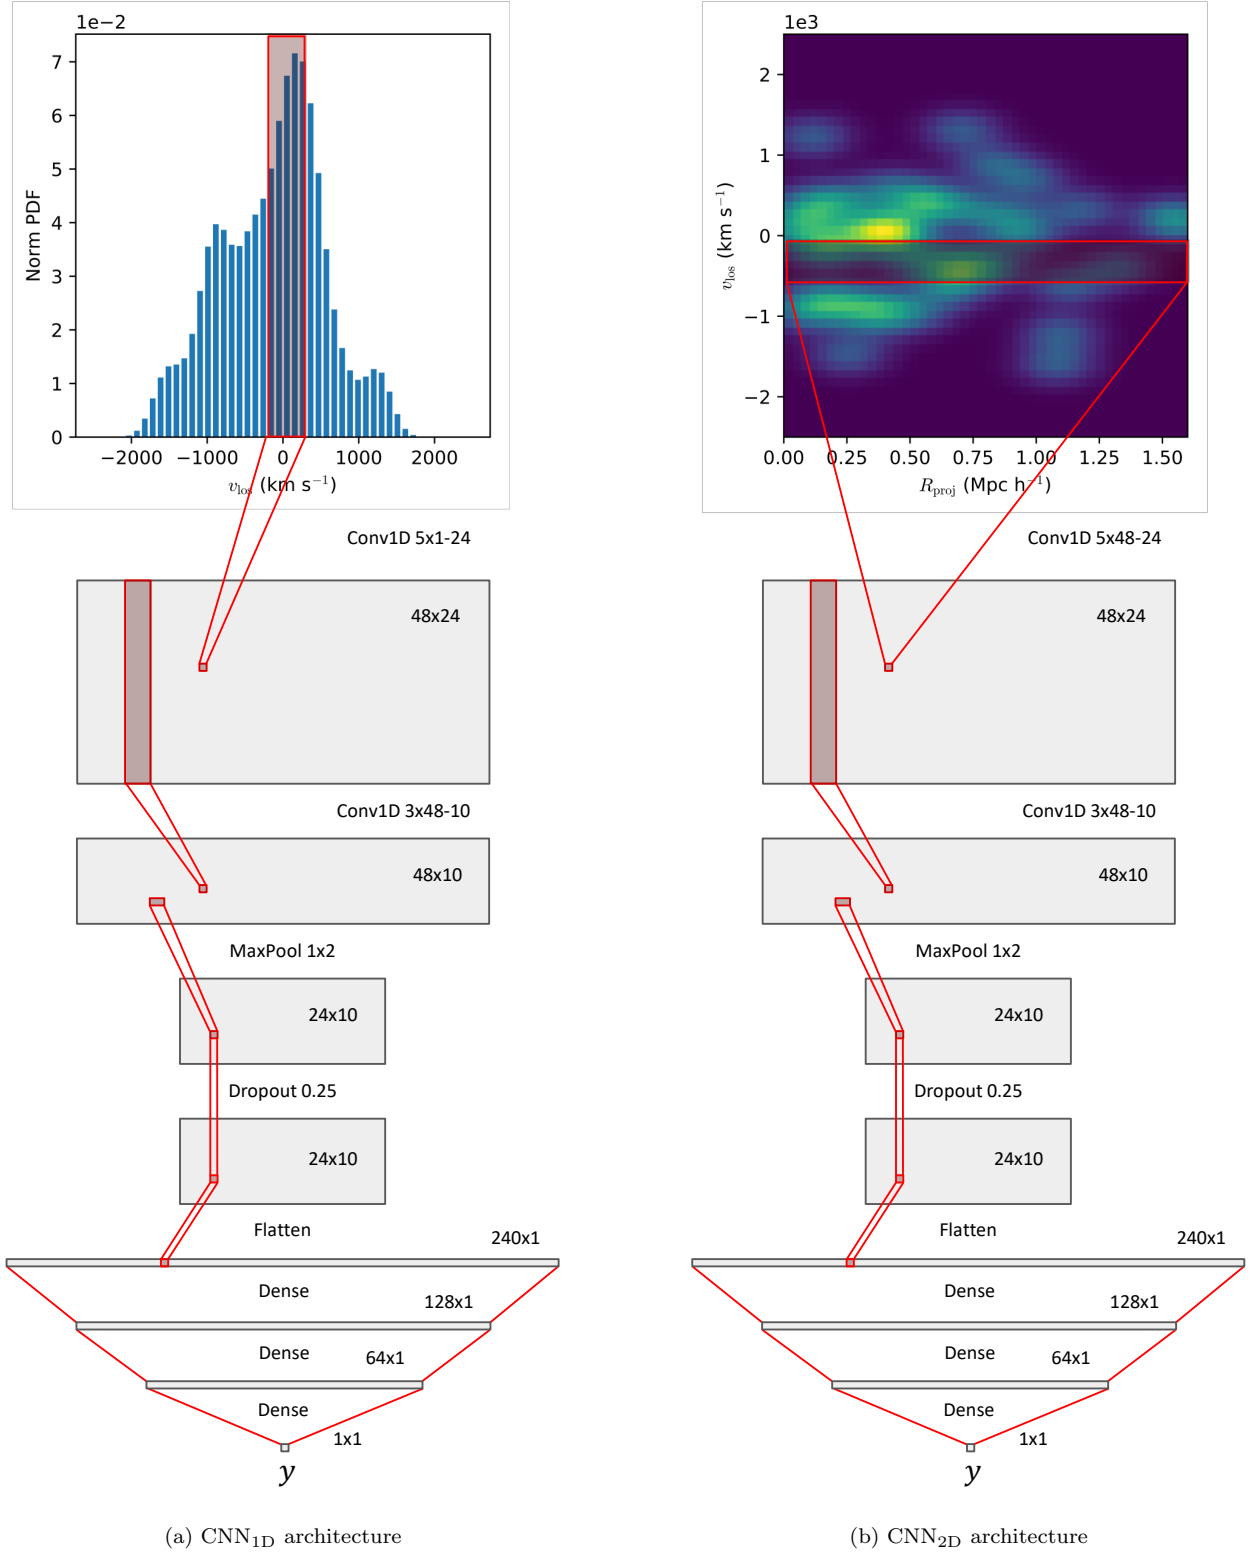 1e−2
7
6
5
4
3
2
1
0
Norm PDF
−2000 −1000 0 1000 2000
v_los (km s⁻¹)
Conv1D 5x1-24
48x24
Conv1D 3x48-10
48x10
MaxPool 1x2
24x10
Dropout 0.25
24x10
Flatten
240x1
Dense
128x1
Dense
64x1
Dense
1x1
y
(a) CNN₁D architecture
1e3
2
1
0
−1
−2
v_los (km s⁻¹)
0.00 0.25 0.50 0.75 1.00 1.25 1.50
R_proj (Mpc h⁻¹)
Conv1D 5x48-24
48x24
Conv1D 3x48-10
48x10
MaxPool 1x2
24x10
Dropout 0.25
24x10
Flatten
240x1
Dense
128x1
Dense
64x1
Dense
1x1
y
(b) CNN₂D architecture